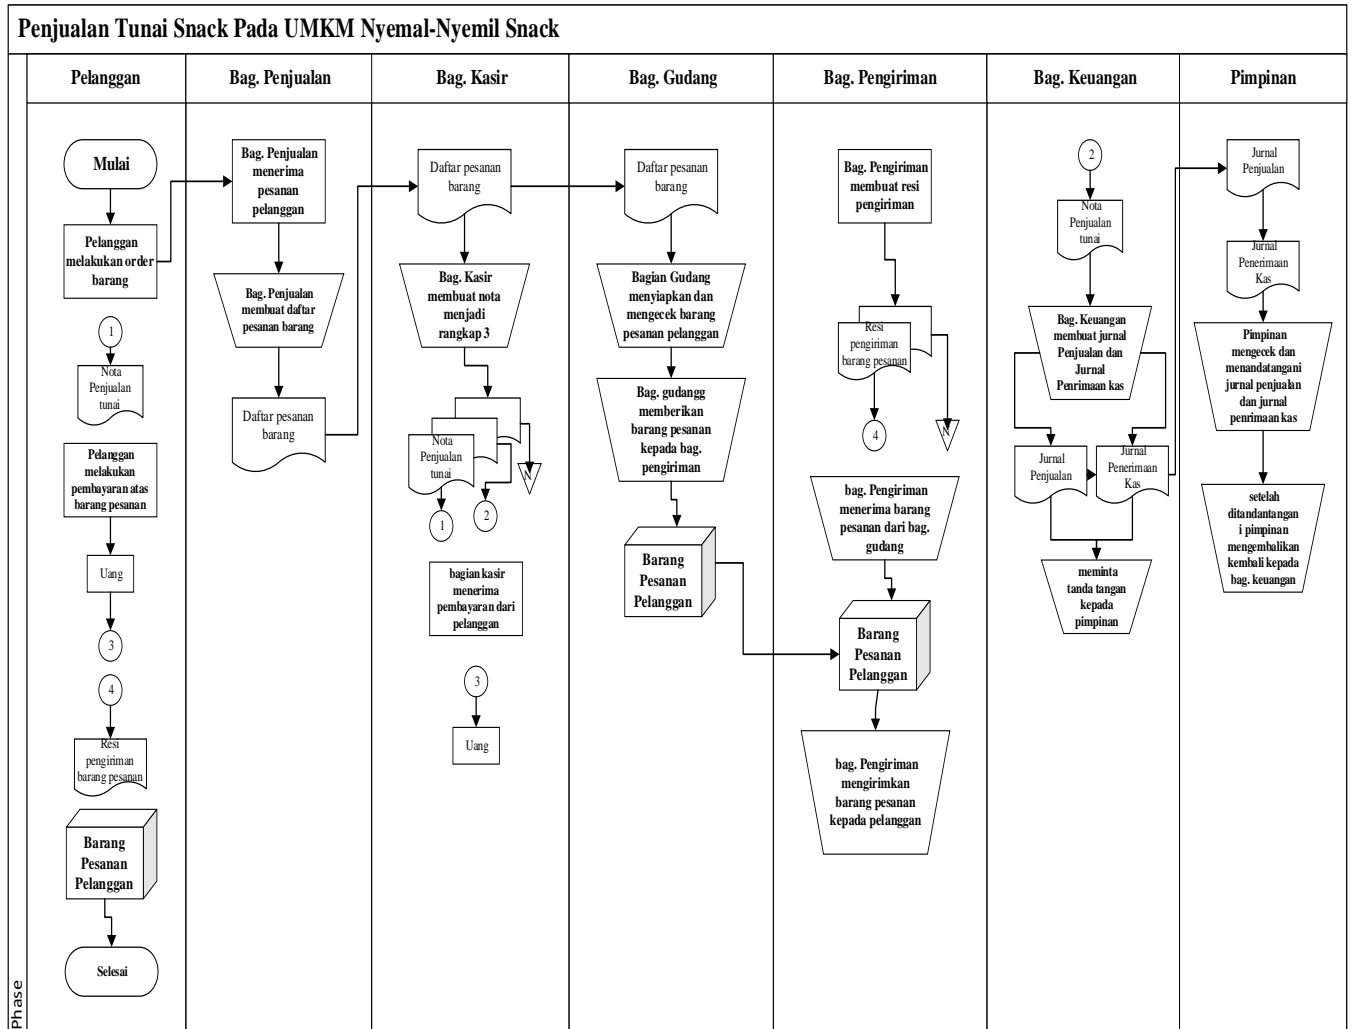 Penjualan Tunai Snack Pada UMKM Nyemal-Nyemil Snack
Phase
Pelanggan
Mulai
Pelanggan
melakukan order
barang
1
Nota
Penjualan
tunai
Pelanggan
melakukan
pembayaran atas
barang pesanan
Uang
3
4
Resi
pengiriman
barang pesanan
Barang
Pesanan
Pelanggan
Selesai
Bag. Penjualan
Bag. Penjualan
menerima
pesanan
pelanggan
Bag. Penjualan
membuat daftar
pesanan barang
Daftar pesanan
barang
Bag. Kasir
Daftar pesanan
barang
Bag. Kasir
membuat nota
menjadi
rangkap 3
Nota
Penjualan
tunai
N
1
2
bagian kasir
menerima
pembayaran dari
pelanggan
3
Uang
Bag. Gudang
Daftar pesanan
barang
Bagian Gudang
menyiapkan dan
mengecek barang
pesanan pelanggan
Bag. gudangg
memberikan
barang pesanan
kepada bag.
pengiriman
Barang
Pesanan
Pelanggan
Bag. Pengiriman
Bag. Pengiriman
membuat resi
pengiriman
Resi
pengiriman
barang pesanan
4
N
bag. Pengiriman
menerima barang
pesanan dari bag.
gudang
Barang
Pesanan
Pelanggan
bag. Pengiriman
mengirimkan
barang pesanan
kepada pelanggan
Bag. Keuangan
2
Nota
Penjualan
tunai
Bag. Keuangan
membuat jurnal
Penjualan dan
Jurnal
Penrimaan kas
Jurnal
Penjualan
Jurnal
Penerimaan
Kas
meminta
tanda tangan
kepada
pimpinan
Pimpinan
Jurnal
Penjualan
Jurnal
Penerimaan
Kas
Pimpinan
mengecek dan
menandatangani
jurnal penjualan
dan jurnal
penrimaan kas
setelah
ditandantangan
i pimpinan
mengembalikan
kembali kepada
bag. keuangan